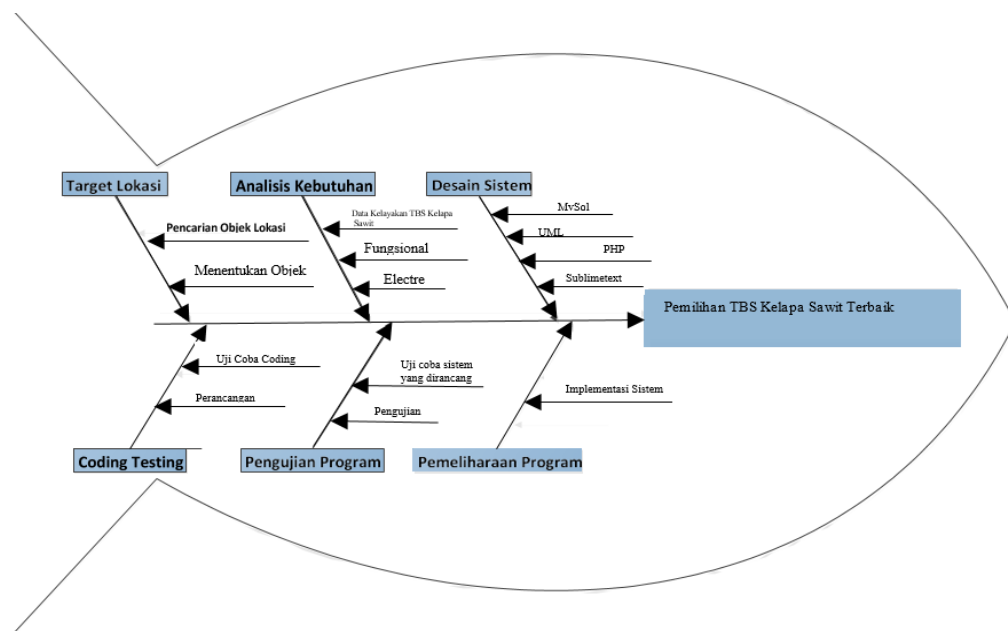 Target Lokasi
Analisis Kebutuhan
Desain Sistem
Pencarian Objek Lokasi
Menentukan Objek
Data Kelayakan TBS Kelapa
Sawit
Fungsional
Electre
MySql
UML
PHP
Sublimetext
Pemilihan TBS Kelapa Sawit Terbaik
Uji Coba Coding
Perancangan
Uji coba sistem
yang dirancang
Pengujian
Implementasi Sistem
Coding Testing
Pengujian Program
Pemeliharaan Program